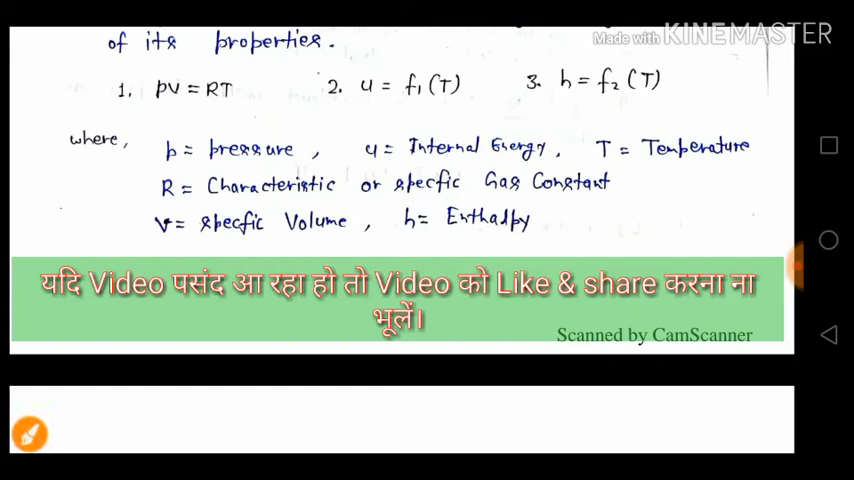 Made with KINEMASTER
of its properties.
1. pv = RT 2. u = f₁ (T) 3. h = f₂ (T)
where,
p = pressure , u = Internal Energy, T = Temperature
R = Characteristic or specfic Gas Constant
v = specfic Volume , h = Enthalpy
यदि Video पसंद आ रहा हो तो Video को Like & share करना ना
भूलें।
Scanned by CamScanner